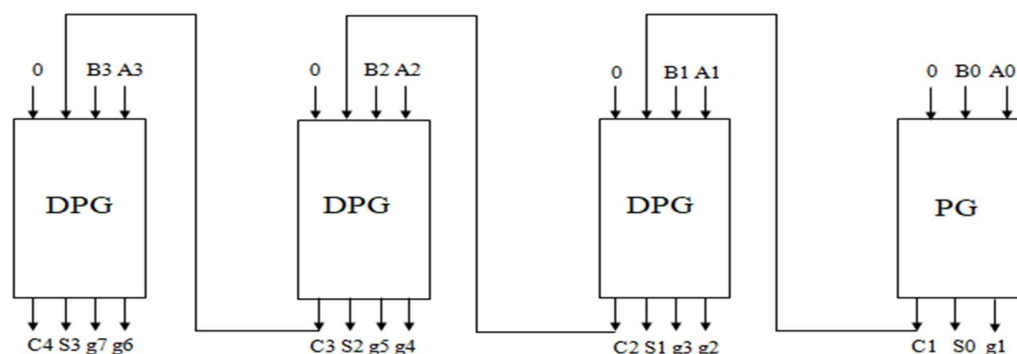 0 B3 A3 0 B2 A2 0 B1 A1 0 B0 A0
DPG DPG DPG PG
C4 S3 g7 g6 C3 S2 g5 g4 C2 S1 g3 g2 C1 S0 g1